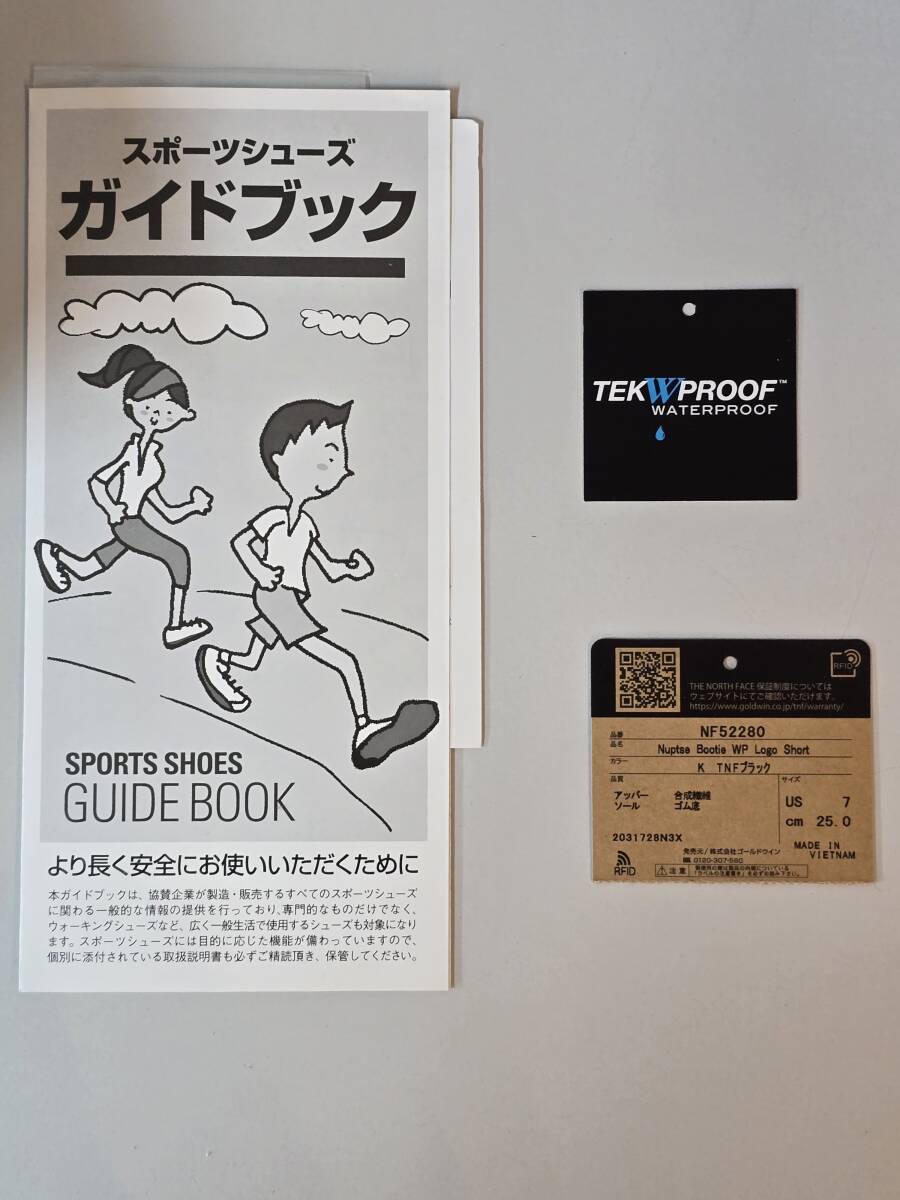 スポーツシューズ
ガイドブック
SPORTS SHOES
GUIDE BOOK
より長く安全にお使いいただくために
本ガイドブックは、協賛企業が製造・販売するすべてのスポーツシューズ
に関わる一般的な情報の提供を行っており、専門的なものだけでなく、
ウォーキングシューズなど、広く一般生活で使用するシューズも対象になり
ます。スポーツシューズには目的に応じた機能が備わっていますので、
個別に添付されている取扱説明書も必ずご精読頂き、保管してください。
TEKWPROOF™
WATERPROOF
RFID
THE NORTH FACE 保証制度については
ウェブサイトにてご確認いただけます。
https://www.goldwin.co.jp/tnf/warranty/
品番 NF52280
品名 Nuptse Bootie WP Logo Short
カラー K TNFブラック
品質 サイズ
アッパー 合成繊維
ソール ゴム底
US 7
cm 25.0
2031728N3X
MADE IN
VIETNAM
発売元/株式会社ゴールドウイン
0120-307-560
RFID
注意